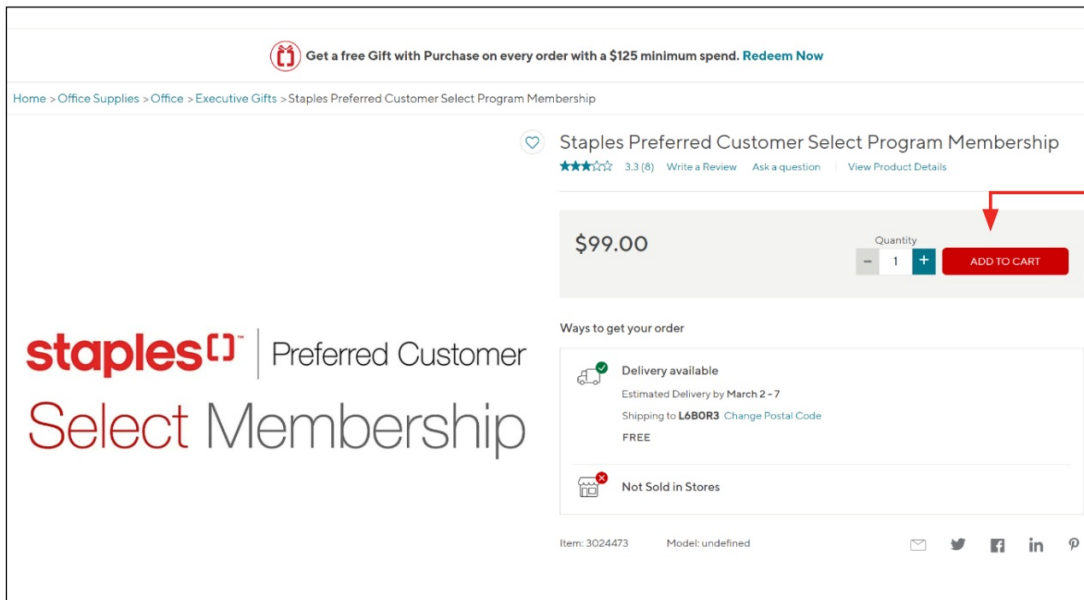 Get a free Gift with Purchase on every order with a $125 minimum spend. Redeem Now
Home > Office Supplies > Office > Executive Gifts > Staples Preferred Customer Select Program Membership
Staples Preferred Customer Select Program Membership
3.3 (8) Write a Review Ask a question View Product Details
$99.00
Quantity
- 1 +
ADD TO CART
staples™ Preferred Customer
Select Membership
Ways to get your order
Delivery available
Estimated Delivery by March 2 - 7
Shipping to L6B0R3 Change Postal Code
FREE
Not Sold in Stores
Item: 3024473 Model: undefined